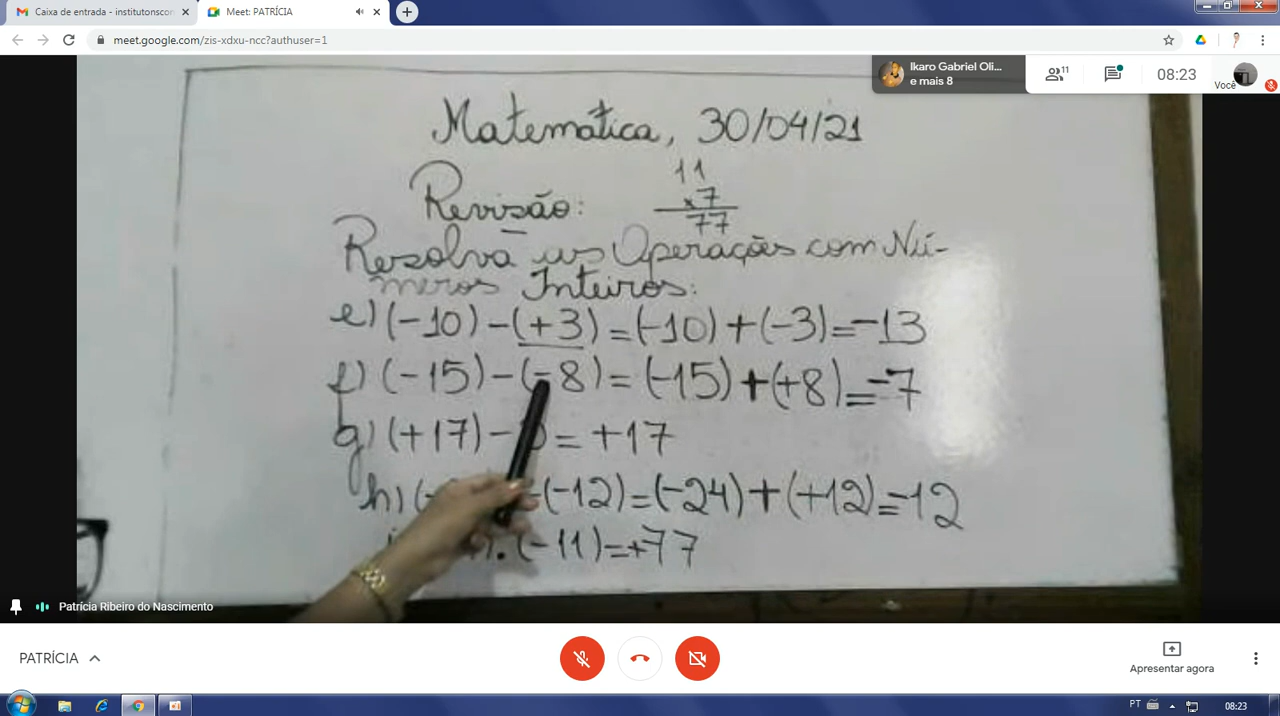 Caixa de entrada - institutonscon
Meet: PATRÍCIA
meet.google.com/zis-xdxu-ncc?authuser=1
Ikaro Gabriel Oli...
e mais 8
11
08:23
Você
Matemática, 30/04/21
11
Revisão: x7
77
Resolva as Operações com Nú-
meros Inteiros:
e) (-10) - (+3) = (-10) + (-3) = -13
f) (-15) - (-8) = (-15) + (+8) = -7
g) (+17) - = +17
h) (- -(-12) = (-24) + (+12) = -12
. (-11) = +77
Patrícia Ribeiro do Nascimento
PATRÍCIA
Apresentar agora
PT
08:23